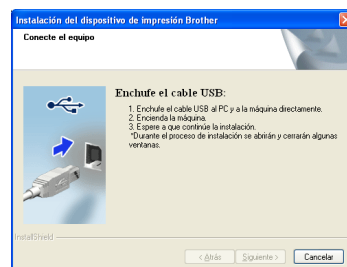 Instalación del dispositivo de impresión Brother
Conecte el equipo
Enchufe el cable USB:
1. Enchufe el cable USB al PC y a la máquina directamente.
2. Encienda la máquina.
3. Espere a que continúe la instalación.
*Durante el proceso de instalación se abrirán y cerrarán algunas
ventanas.
InstallShield
< Atrás
Siguiente >
Cancelar